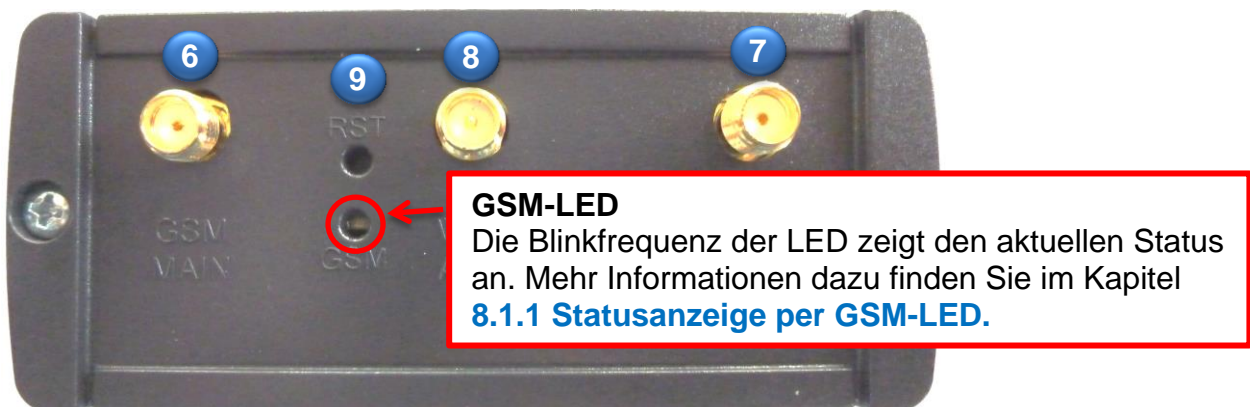 6
9
8
7
RST
GSM
MAIN
GSM
GSM-LED
Die Blinkfrequenz der LED zeigt den aktuellen Status
an. Mehr Informationen dazu finden Sie im Kapitel
8.1.1 Statusanzeige per GSM-LED.